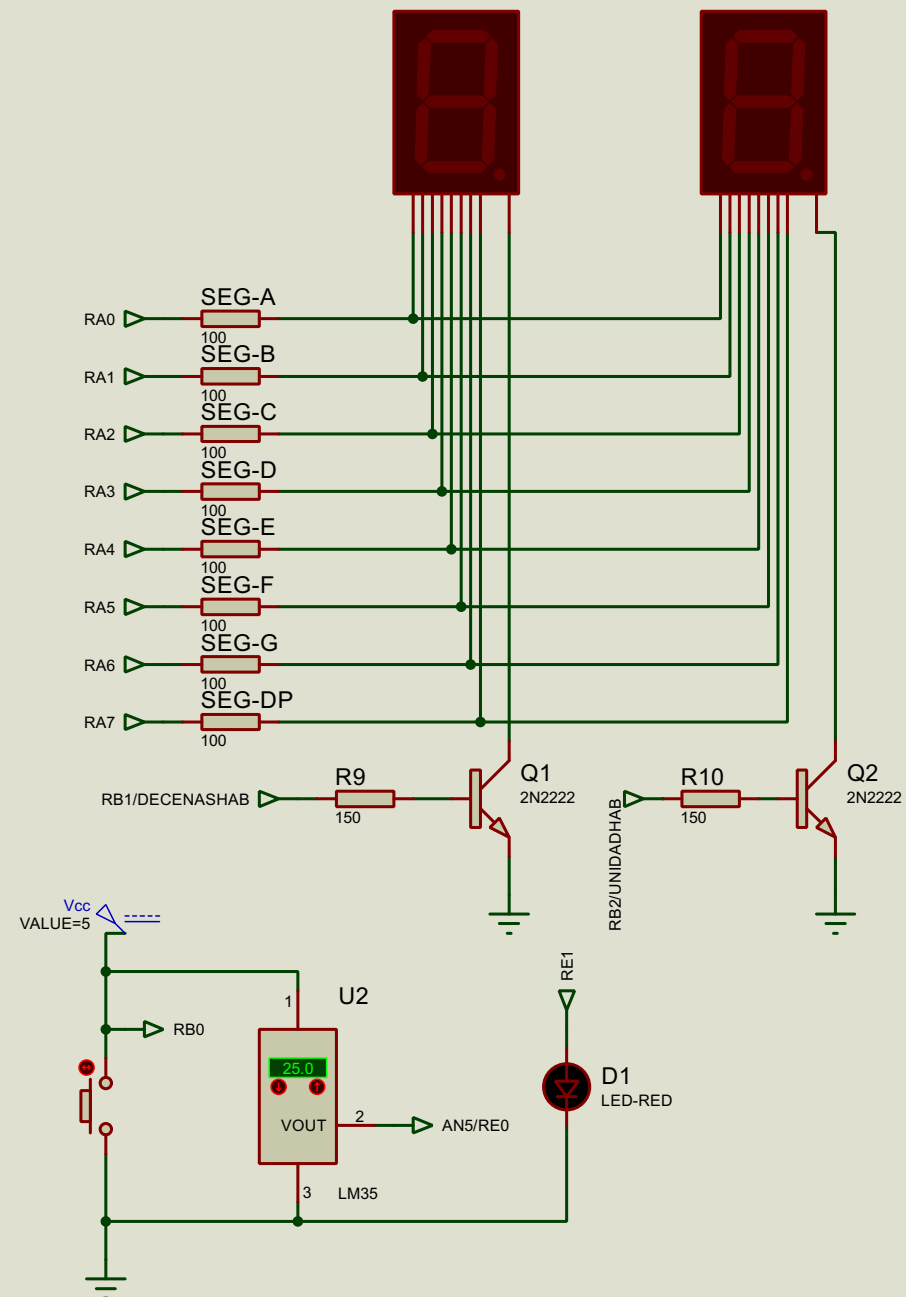 SEG-A
RA0
100
SEG-B
RA1
100
SEG-C
RA2
100
SEG-D
RA3
100
SEG-E
RA4
100
SEG-F
RA5
100
SEG-G
RA6
100
SEG-DP
RA7
100
R9
RB1/DECENASHAB
150
Q1
2N2222
R10
RB2/UNIDADHAB
150
Q2
2N2222
Vcc
VALUE=5
RB0
1
U2
25.0
VOUT
2
AN5/RE0
3
LM35
RE1
D1
LED-RED